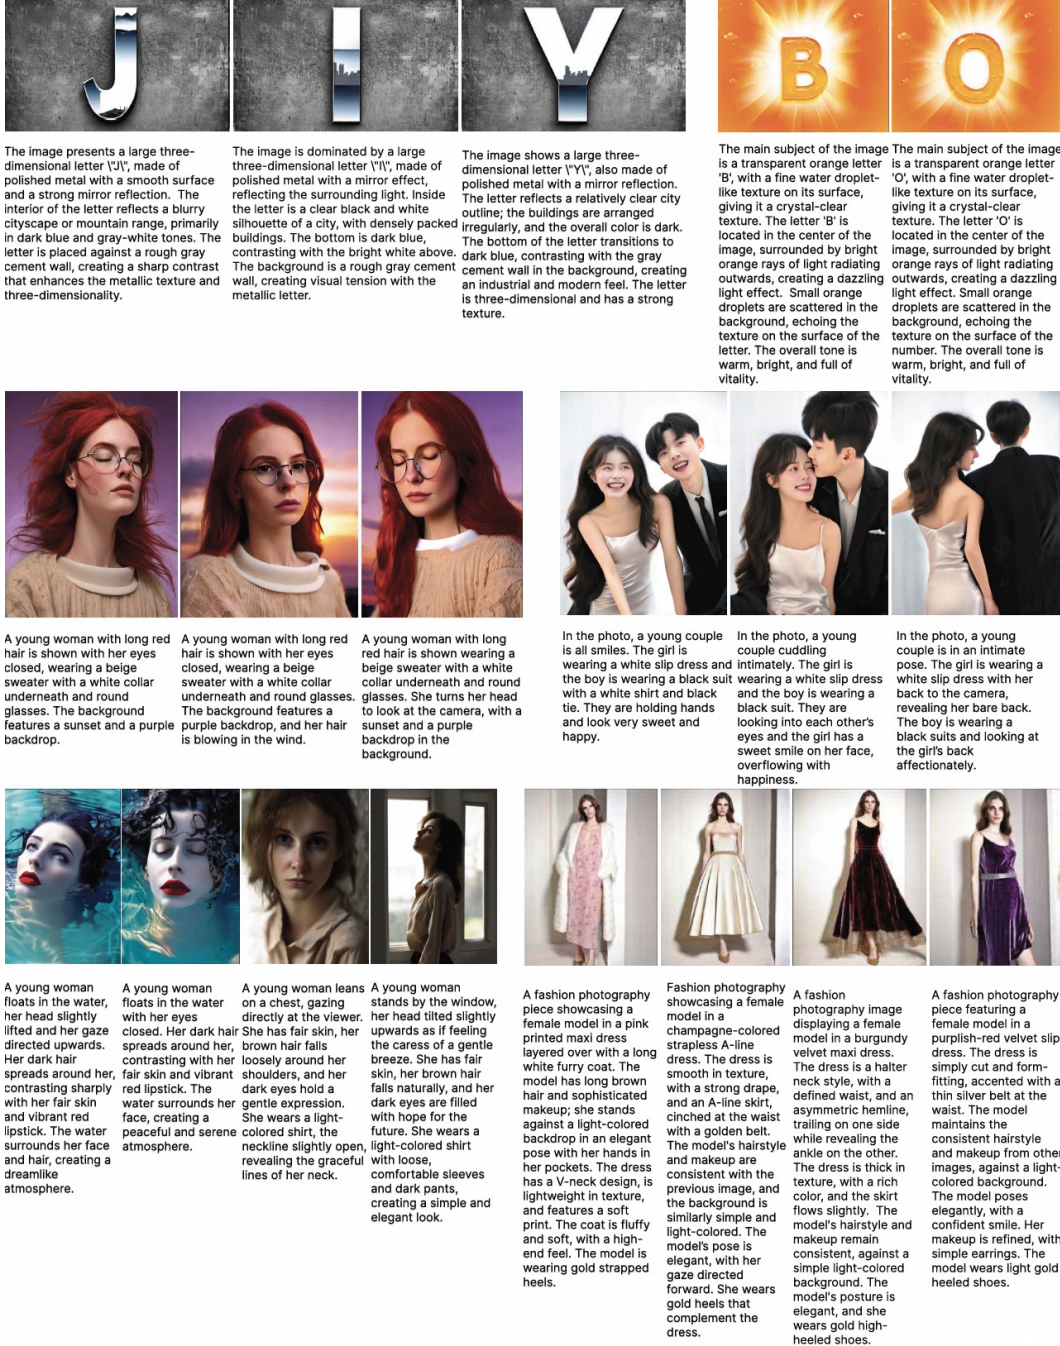 J
I
Y
B
O
The image presents a large three-
dimensional letter \"J\", made of
polished metal with a smooth surface
and a strong mirror reflection.  The
interior of the letter reflects a blurry
cityscape or mountain range, primarily
in dark blue and gray-white tones. The
letter is placed against a rough gray
cement wall, creating a sharp contrast
that enhances the metallic texture and
three-dimensionality.
The image is dominated by a large
three-dimensional letter \"I\", made of
polished metal with a mirror effect,
reflecting the surrounding light. Inside
the letter is a clear black and white
silhouette of a city, with densely packed
buildings. The bottom is dark blue,
contrasting with the bright white above.
The background is a rough gray cement
wall, creating visual tension with the
metallic letter.
The image shows a large three-
dimensional letter \"Y\", also made of
polished metal with a mirror reflection.
The letter reflects a relatively clear city
outline; the buildings are arranged
irregularly, and the overall color is dark.
The bottom of the letter transitions to
dark blue, contrasting with the gray
cement wall in the background, creating
an industrial and modern feel. The letter
is three-dimensional and has a strong
texture.
The main subject of the image
is a transparent orange letter
'B', with a fine water droplet-
like texture on its surface,
giving it a crystal-clear
texture. The letter 'B' is
located in the center of the
image, surrounded by bright
orange rays of light radiating
outwards, creating a dazzling
light effect.  Small orange
droplets are scattered in the
background, echoing the
texture on the surface of the
letter. The overall tone is
warm, bright, and full of
vitality.
The main subject of the image
is a transparent orange letter
'O', with a fine water droplet-
like texture on its surface,
giving it a crystal-clear
texture. The letter 'O' is
located in the center of the
image, surrounded by bright
orange rays of light radiating
outwards, creating a dazzling
light effect. Small orange
droplets are scattered in the
background, echoing the
texture on the surface of the
number. The overall tone is
warm, bright, and full of
vitality.
A young woman with long red
hair is shown with her eyes
closed, wearing a beige
sweater with a white collar
underneath and round
glasses. The background
features a sunset and a purple
backdrop.
A young woman with long red
hair is shown with her eyes
closed, wearing a beige
sweater with a white collar
underneath and round glasses.
The background features a
purple backdrop, and her hair
is blowing in the wind.
A young woman with long
red hair is shown wearing a
beige sweater with a white
collar underneath and round
glasses. She turns her head
to look at the camera, with a
sunset and a purple
backdrop in the
background.
In the photo, a young couple
is all smiles. The girl is
wearing a white slip dress and
the boy is wearing a black suit
with a white shirt and black
tie. They are holding hands
and look very sweet and
happy.
In the photo, a young
couple cuddling
intimately. The girl is
wearing a white slip dress
and the boy is wearing a
black suit. They are
looking into each other's
eyes and the girl has a
sweet smile on her face,
overflowing with
happiness.
In the photo, a young
couple is in an intimate
pose. The girl is wearing a
white slip dress with her
back to the camera,
revealing her bare back.
The boy is wearing a
black suits and looking at
the girl's back
affectionately.
A young woman
floats in the water,
her head slightly
lifted and her gaze
directed upwards.
Her dark hair
spreads around her,
contrasting sharply
with her fair skin
and vibrant red
lipstick. The water
surrounds her face
and hair, creating a
dreamlike
atmosphere.
A young woman
floats in the water
with her eyes
closed. Her dark hair
spreads around her,
contrasting with her
fair skin and vibrant
red lipstick. The
water surrounds her
face, creating a
peaceful and serene
atmosphere.
A young woman leans
on a chest, gazing
directly at the viewer.
She has fair skin, her
brown hair falls
loosely around her
shoulders, and her
dark eyes hold a
gentle expression.
She wears a light-
colored shirt, the
neckline slightly open,
revealing the graceful
lines of her neck.
A young woman
stands by the window,
her head tilted slightly
upwards as if feeling
the caress of a gentle
breeze. She has fair
skin, her brown hair
falls naturally, and her
dark eyes are filled
with hope for the
future. She wears a
light-colored shirt
with loose,
comfortable sleeves
and dark pants,
creating a simple and
elegant look.
A fashion photography
piece showcasing a
female model in a pink
printed maxi dress
layered over with a long
white furry coat. The
model has long brown
hair and sophisticated
makeup; she stands
against a light-colored
backdrop in an elegant
pose with her hands in
her pockets. The dress
has a V-neck design, is
lightweight in texture,
and features a soft
print. The coat is fluffy
and soft, with a high-
end feel. The model is
wearing gold strapped
heels.
Fashion photography
showcasing a female
model in a
champagne-colored
strapless A-line
dress. The dress is
smooth in texture,
with a strong drape,
and an A-line skirt,
cinched at the waist
with a golden belt.
The model's hairstyle
and makeup are
consistent with the
previous image, and
the background is
similarly simple and
light-colored. The
model's pose is
elegant, with her
gaze directed
forward. She wears
gold heels that
complement the
dress.
A fashion
photography image
displaying a female
model in a burgundy
velvet maxi dress.
The dress is a halter
neck style, with a
defined waist, and an
asymmetric hemline,
trailing on one side
while revealing the
ankle on the other.
The dress is thick in
texture, with a rich
color, and the skirt
flows slightly.  The
model's hairstyle and
makeup remain
consistent, against a
simple light-colored
background. The
model's posture is
elegant, and she
wears gold high-
heeled shoes.
A fashion photography
piece featuring a
female model in a
purplish-red velvet slip
dress. The dress is
simply cut and form-
fitting, accented with a
thin silver belt at the
waist. The model
maintains the
consistent hairstyle
and makeup from other
images, against a light-
colored background.
The model poses
elegantly, with a
confident smile. Her
makeup is refined, with
simple earrings. The
model wears light gold
heeled shoes.